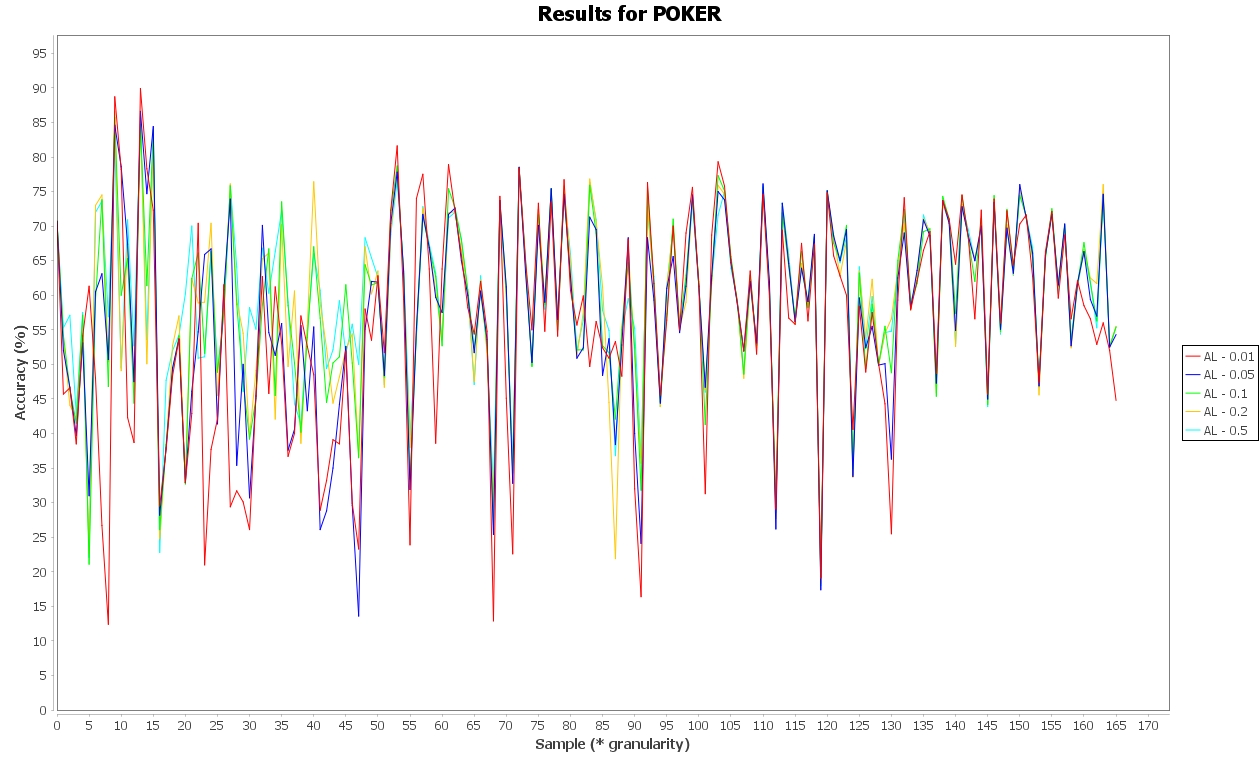 Results for POKER
95
90
85
80
75
70
65
60
55
50
45
40
35
30
25
20
15
10
5
0
Accuracy (%)
0 5 10 15 20 25 30 35 40 45 50 55 60 65 70 75 80 85 90 95 100 105 110 115 120 125 130 135 140 145 150 155 160 165 170
Sample (* granularity)
AL - 0.01
AL - 0.05
AL - 0.1
AL - 0.2
AL - 0.5